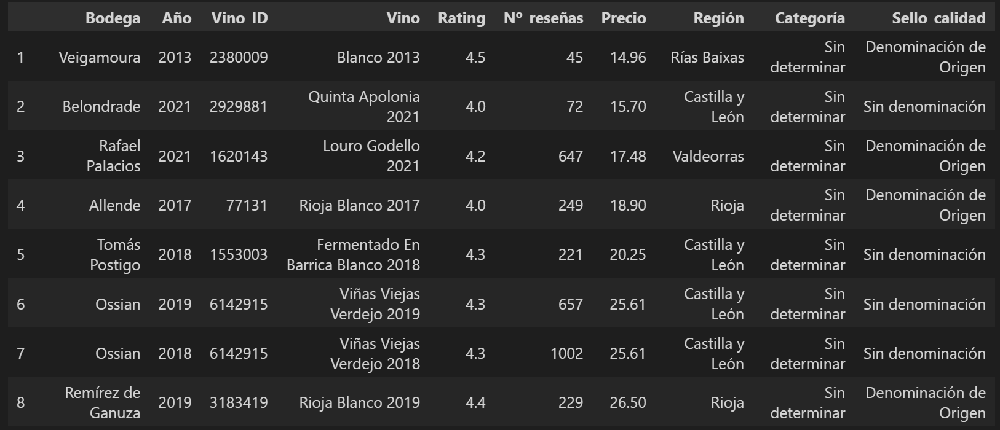 Bodega Año Vino_ID Vino Rating Nº_reseñas Precio Región Categoría Sello_calidad
1 Veigamoura 2013 2380009 Blanco 2013 4.5 45 14.96 Rías Baixas Sin determinar Denominación de Origen
2 Belondrade 2021 2929881 Quinta Apolonia 2021 4.0 72 15.70 Castilla y León Sin determinar Sin denominación
3 Rafael Palacios 2021 1620143 Louro Godello 2021 4.2 647 17.48 Valdeorras Sin determinar Denominación de Origen
4 Allende 2017 77131 Rioja Blanco 2017 4.0 249 18.90 Rioja Sin determinar Denominación de Origen
5 Tomás Postigo 2018 1553003 Fermentado En Barrica Blanco 2018 4.3 221 20.25 Castilla y León Sin determinar Sin denominación
6 Ossian 2019 6142915 Viñas Viejas Verdejo 2019 4.3 657 25.61 Castilla y León Sin determinar Sin denominación
7 Ossian 2018 6142915 Viñas Viejas Verdejo 2018 4.3 1002 25.61 Castilla y León Sin determinar Sin denominación
8 Remírez de Ganuza 2019 3183419 Rioja Blanco 2019 4.4 229 26.50 Rioja Sin determinar Denominación de Origen